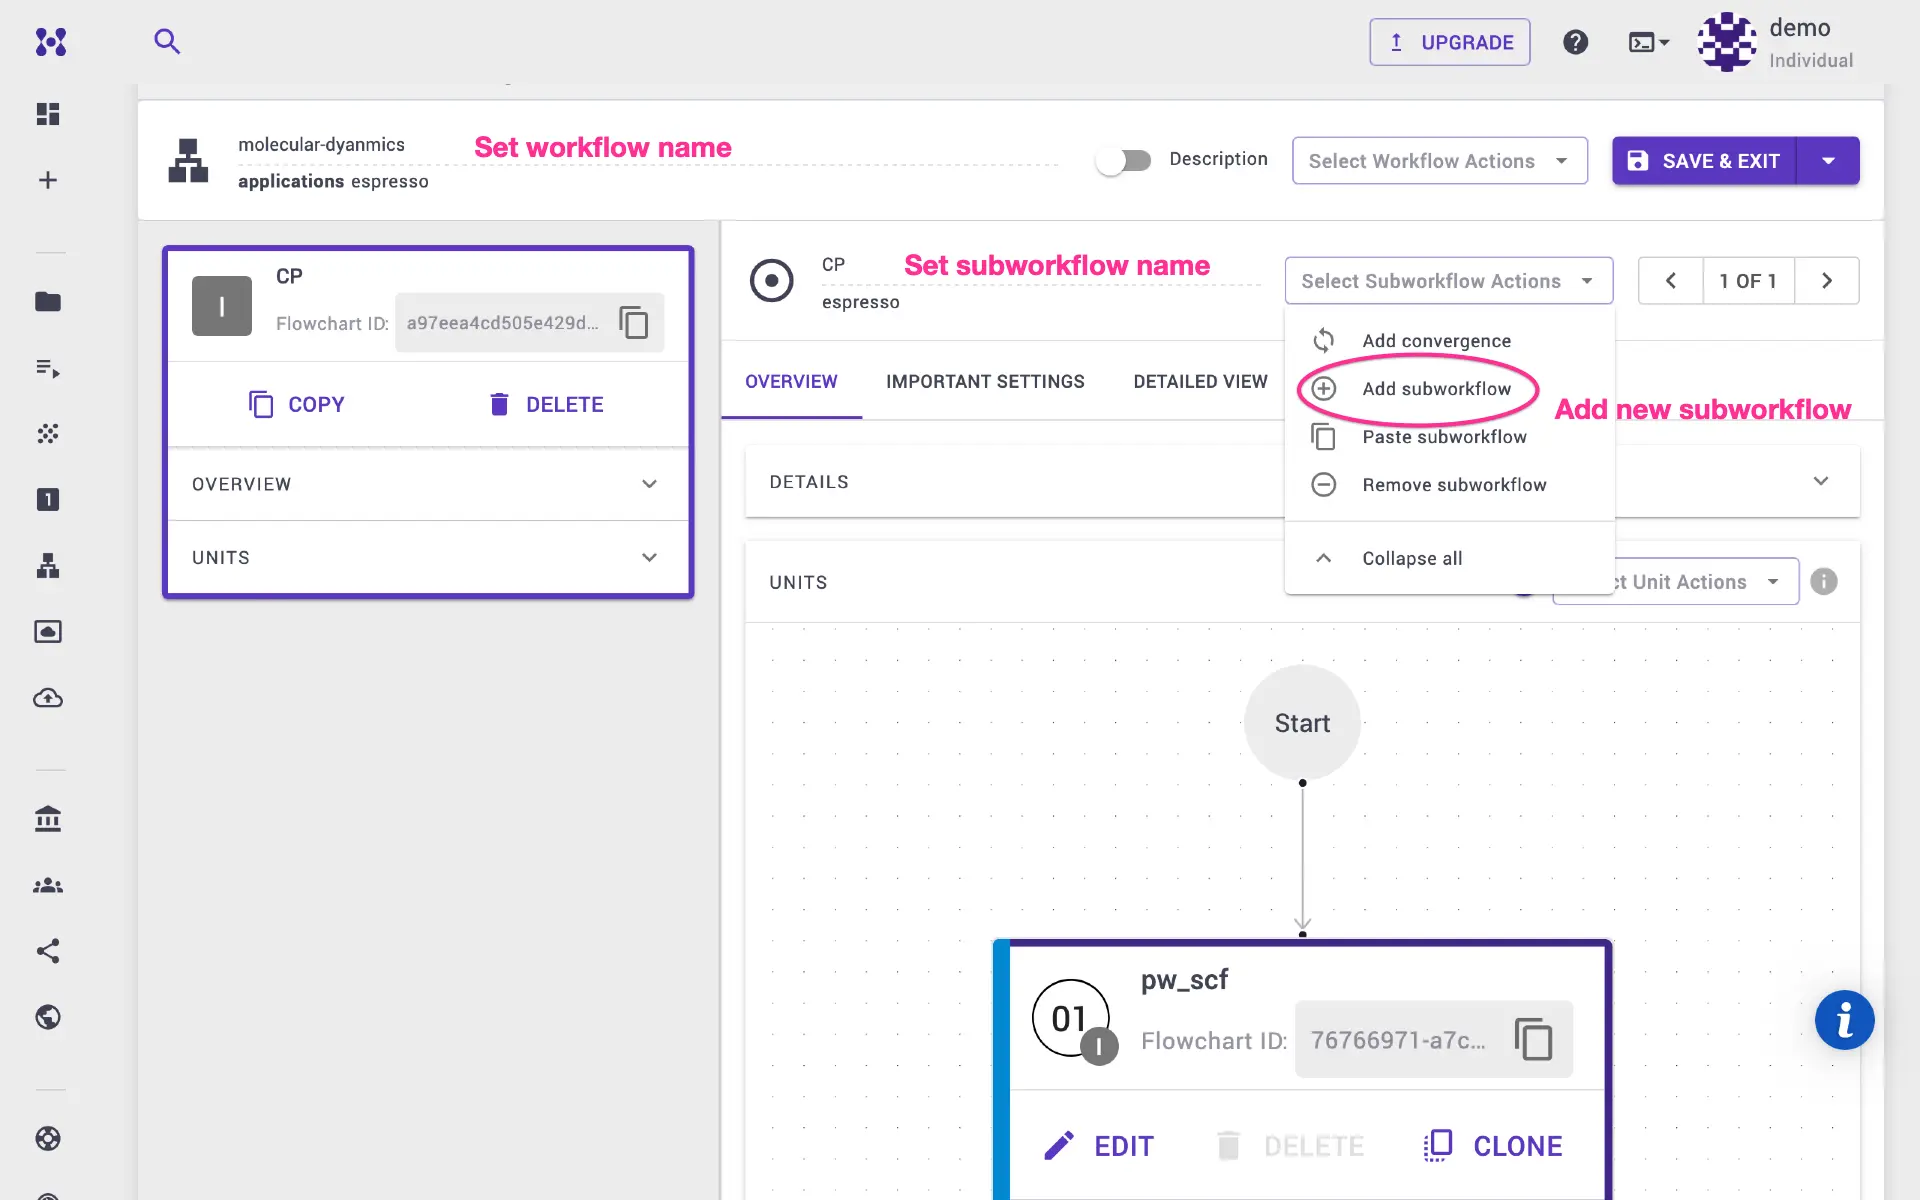 UPGRADE
demo
Individual
molecular-dyanmics
Set workflow name
applications espresso
Description
Select Workflow Actions
SAVE & EXIT
I
CP
Flowchart ID: a97eea4cd505e429d...
COPY
DELETE
OVERVIEW
UNITS
CP
Set subworkflow name
espresso
Select Subworkflow Actions
1 OF 1
Add convergence
Add subworkflow
Add new subworkflow
Paste subworkflow
Remove subworkflow
Collapse all
OVERVIEW
IMPORTANT SETTINGS
DETAILED VIEW
DETAILS
UNITS
ct Unit Actions
Start
01
I
pw_scf
Flowchart ID: 76766971-a7c...
EDIT
DELETE
CLONE
1